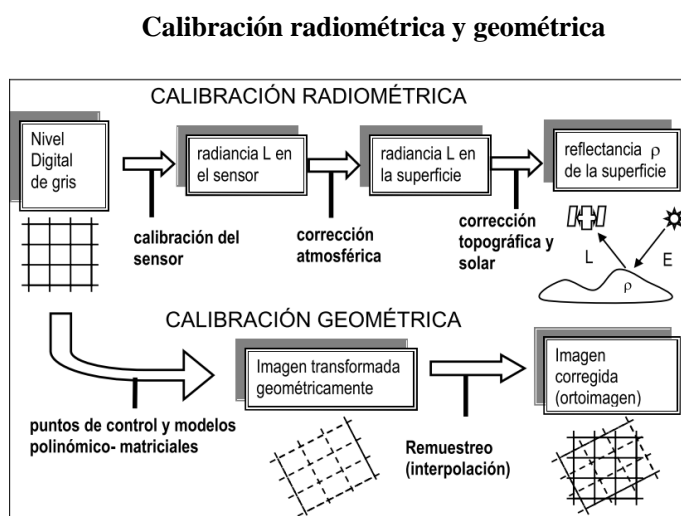 Calibración radiométrica y geométrica
CALIBRACIÓN RADIOMÉTRICA
Nivel
Digital
de gris
radiancia L en
el sensor
radiancia L en
la superficie
reflectancia ρ
de la superficie
calibración del
sensor
corrección
atmosférica
corrección
topográfica y
solar
L
E
ρ
CALIBRACIÓN GEOMÉTRICA
Imagen transformada
geométricamente
Imagen
corregida
(ortoimagen)
puntos de control y modelos
polinómico- matriciales
Remuestreo
(interpolación)